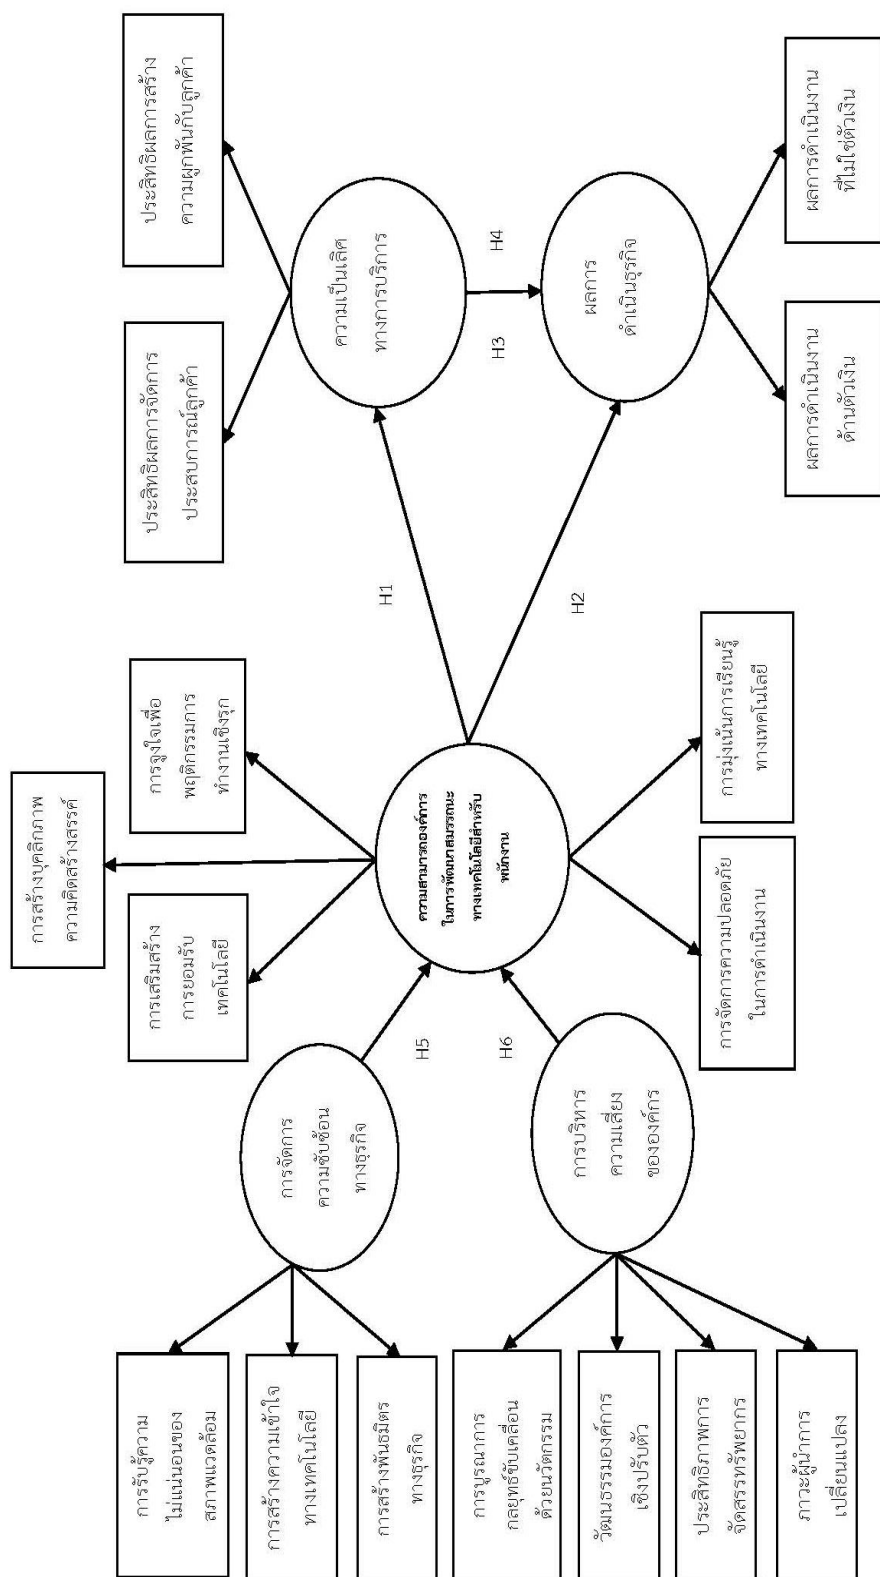 การสร้างบุคลิกภาพ
ความคิดสร้างสรรค์
การเสริมสร้าง
การยอมรับ
เทคโนโลยี
การจูงใจเพื่อ
พฤติกรรมการ
ทำงานเชิงรุก
ประสิทธิผลการจัดการ
ประสบการณ์ลูกค้า
ประสิทธิผลการสร้าง
ความผูกพันกับลูกค้า
การรับรู้ความ
ไม่แน่นอนของ
สภาพแวดล้อม
การสร้างความเข้าใจ
ทางเทคโนโลยี
การสร้างพันธมิตร
ทางธุรกิจ
การจัดการ
ความซับซ้อน
ทางธุรกิจ
H5
H1
ความเป็นเลิศ
ทางการบริการ
ความสามารถองค์การ
ในการพัฒนาสมรรถนะ
ทางเทคโนโลยีสำหรับ
พนักงาน
H3
H4
H6
H2
การบูรณาการ
กลยุทธ์ขับเคลื่อน
ด้วยนวัตกรรม
วัฒนธรรมองค์การ
เชิงปรับตัว
ประสิทธิภาพการ
จัดสรรทรัพยากร
ภาวะผู้นำการ
เปลี่ยนแปลง
การบริหาร
ความเสี่ยง
ขององค์กร
ผลการ
ดำเนินธุรกิจ
การจัดการความปลอดภัย
ในการดำเนินงาน
การมุ่งเน้นการเรียนรู้
ทางเทคโนโลยี
ผลการดำเนินงาน
ด้านตัวเงิน
ผลการดำเนินงาน
ที่ไม่ใช่ตัวเงิน